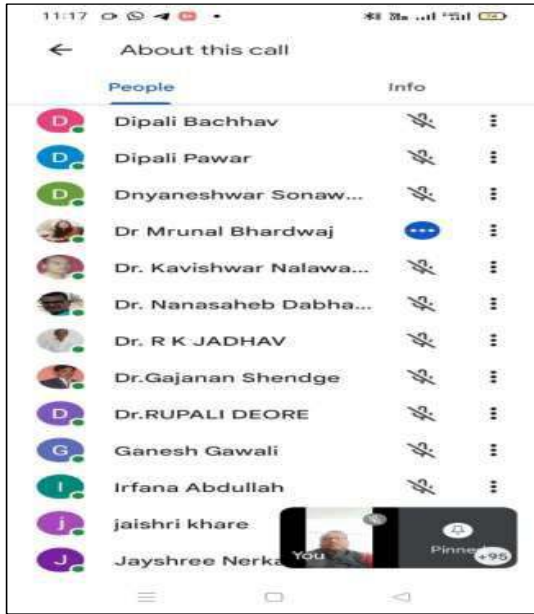 11:17
About this call
People Info
D Dipali Bachhav
D Dipali Pawar
D Dnyaneshwar Sonaw...
Dr Mrunal Bhardwaj
Dr. Kavishwar Nalawa...
Dr. Nanasaheb Dabha...
Dr. R K JADHAV
Dr.Gajanan Shendge
D Dr.RUPALI DEORE
G Ganesh Gawali
I Irfana Abdullah
j jaishri khare
J Jayshree Nerka
You
+95